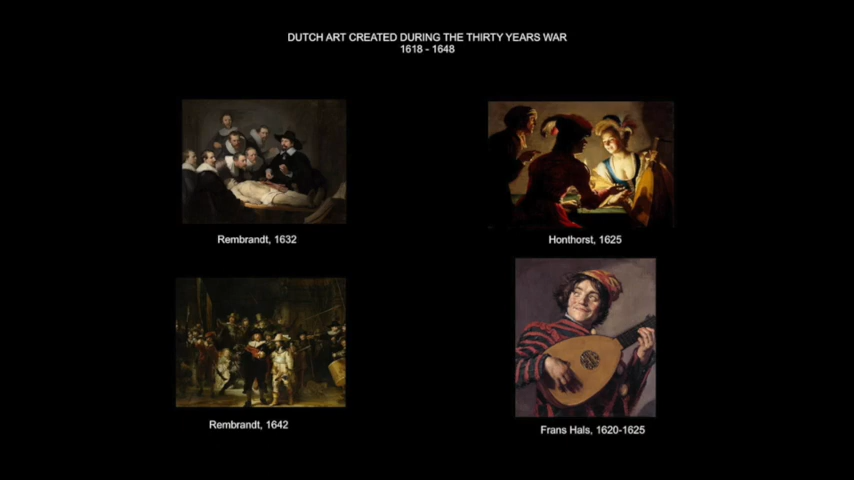 DUTCH ART CREATED DURING THE THIRTY YEARS WAR
1618 - 1648
Rembrandt, 1632
Honthorst, 1625
Rembrandt, 1642
Frans Hals, 1620-1625